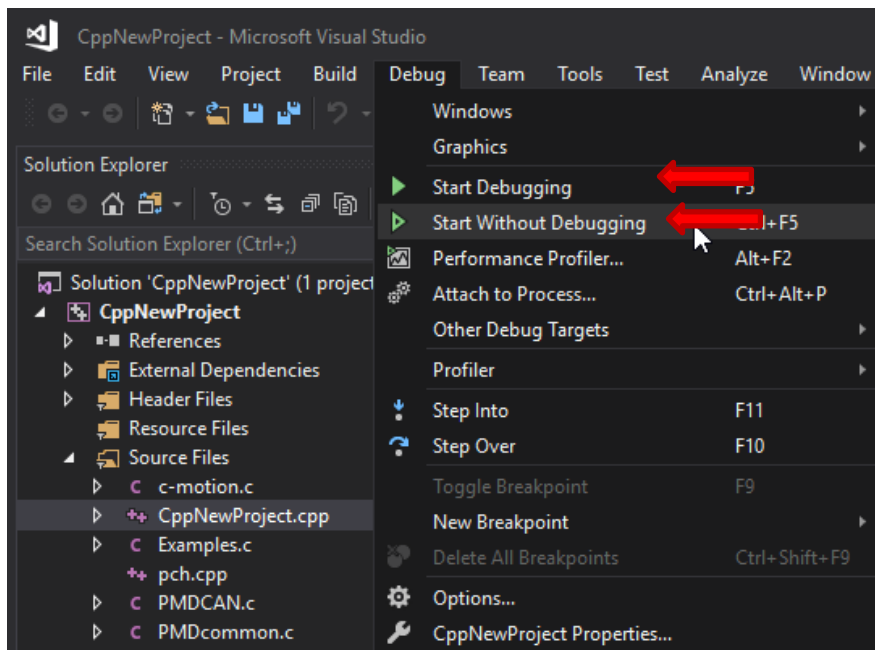 CppNewProject - Microsoft Visual Studio
File Edit View Project Build Debug Team Tools Test Analyze Window
Windows
Graphics
Solution Explorer
Start Debugging F5
Start Without Debugging Ctrl+F5
Search Solution Explorer (Ctrl+;)
Performance Profiler... Alt+F2
Solution 'CppNewProject' (1 project
Attach to Process... Ctrl+Alt+P
CppNewProject
Other Debug Targets
References
External Dependencies
Profiler
Header Files
Step Into F11
Resource Files
Step Over F10
Source Files
c-motion.c
Toggle Breakpoint F9
CppNewProject.cpp
New Breakpoint
Examples.c
Delete All Breakpoints Ctrl+Shift+F9
pch.cpp
PMDCAN.c
Options...
PMDcommon.c
CppNewProject Properties...